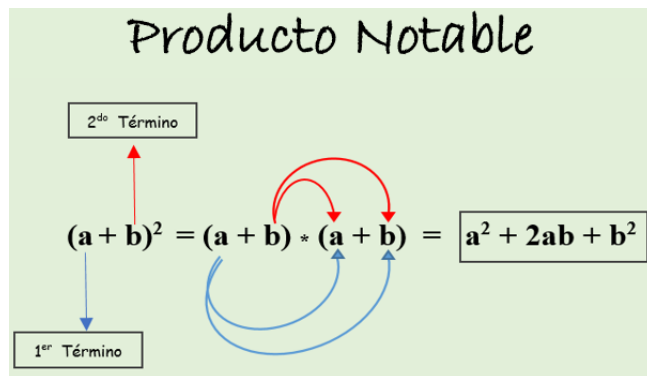 Producto Notable
2do Término
(a + b)² = (a + b) * (a + b) = a² + 2ab + b²
1er Término